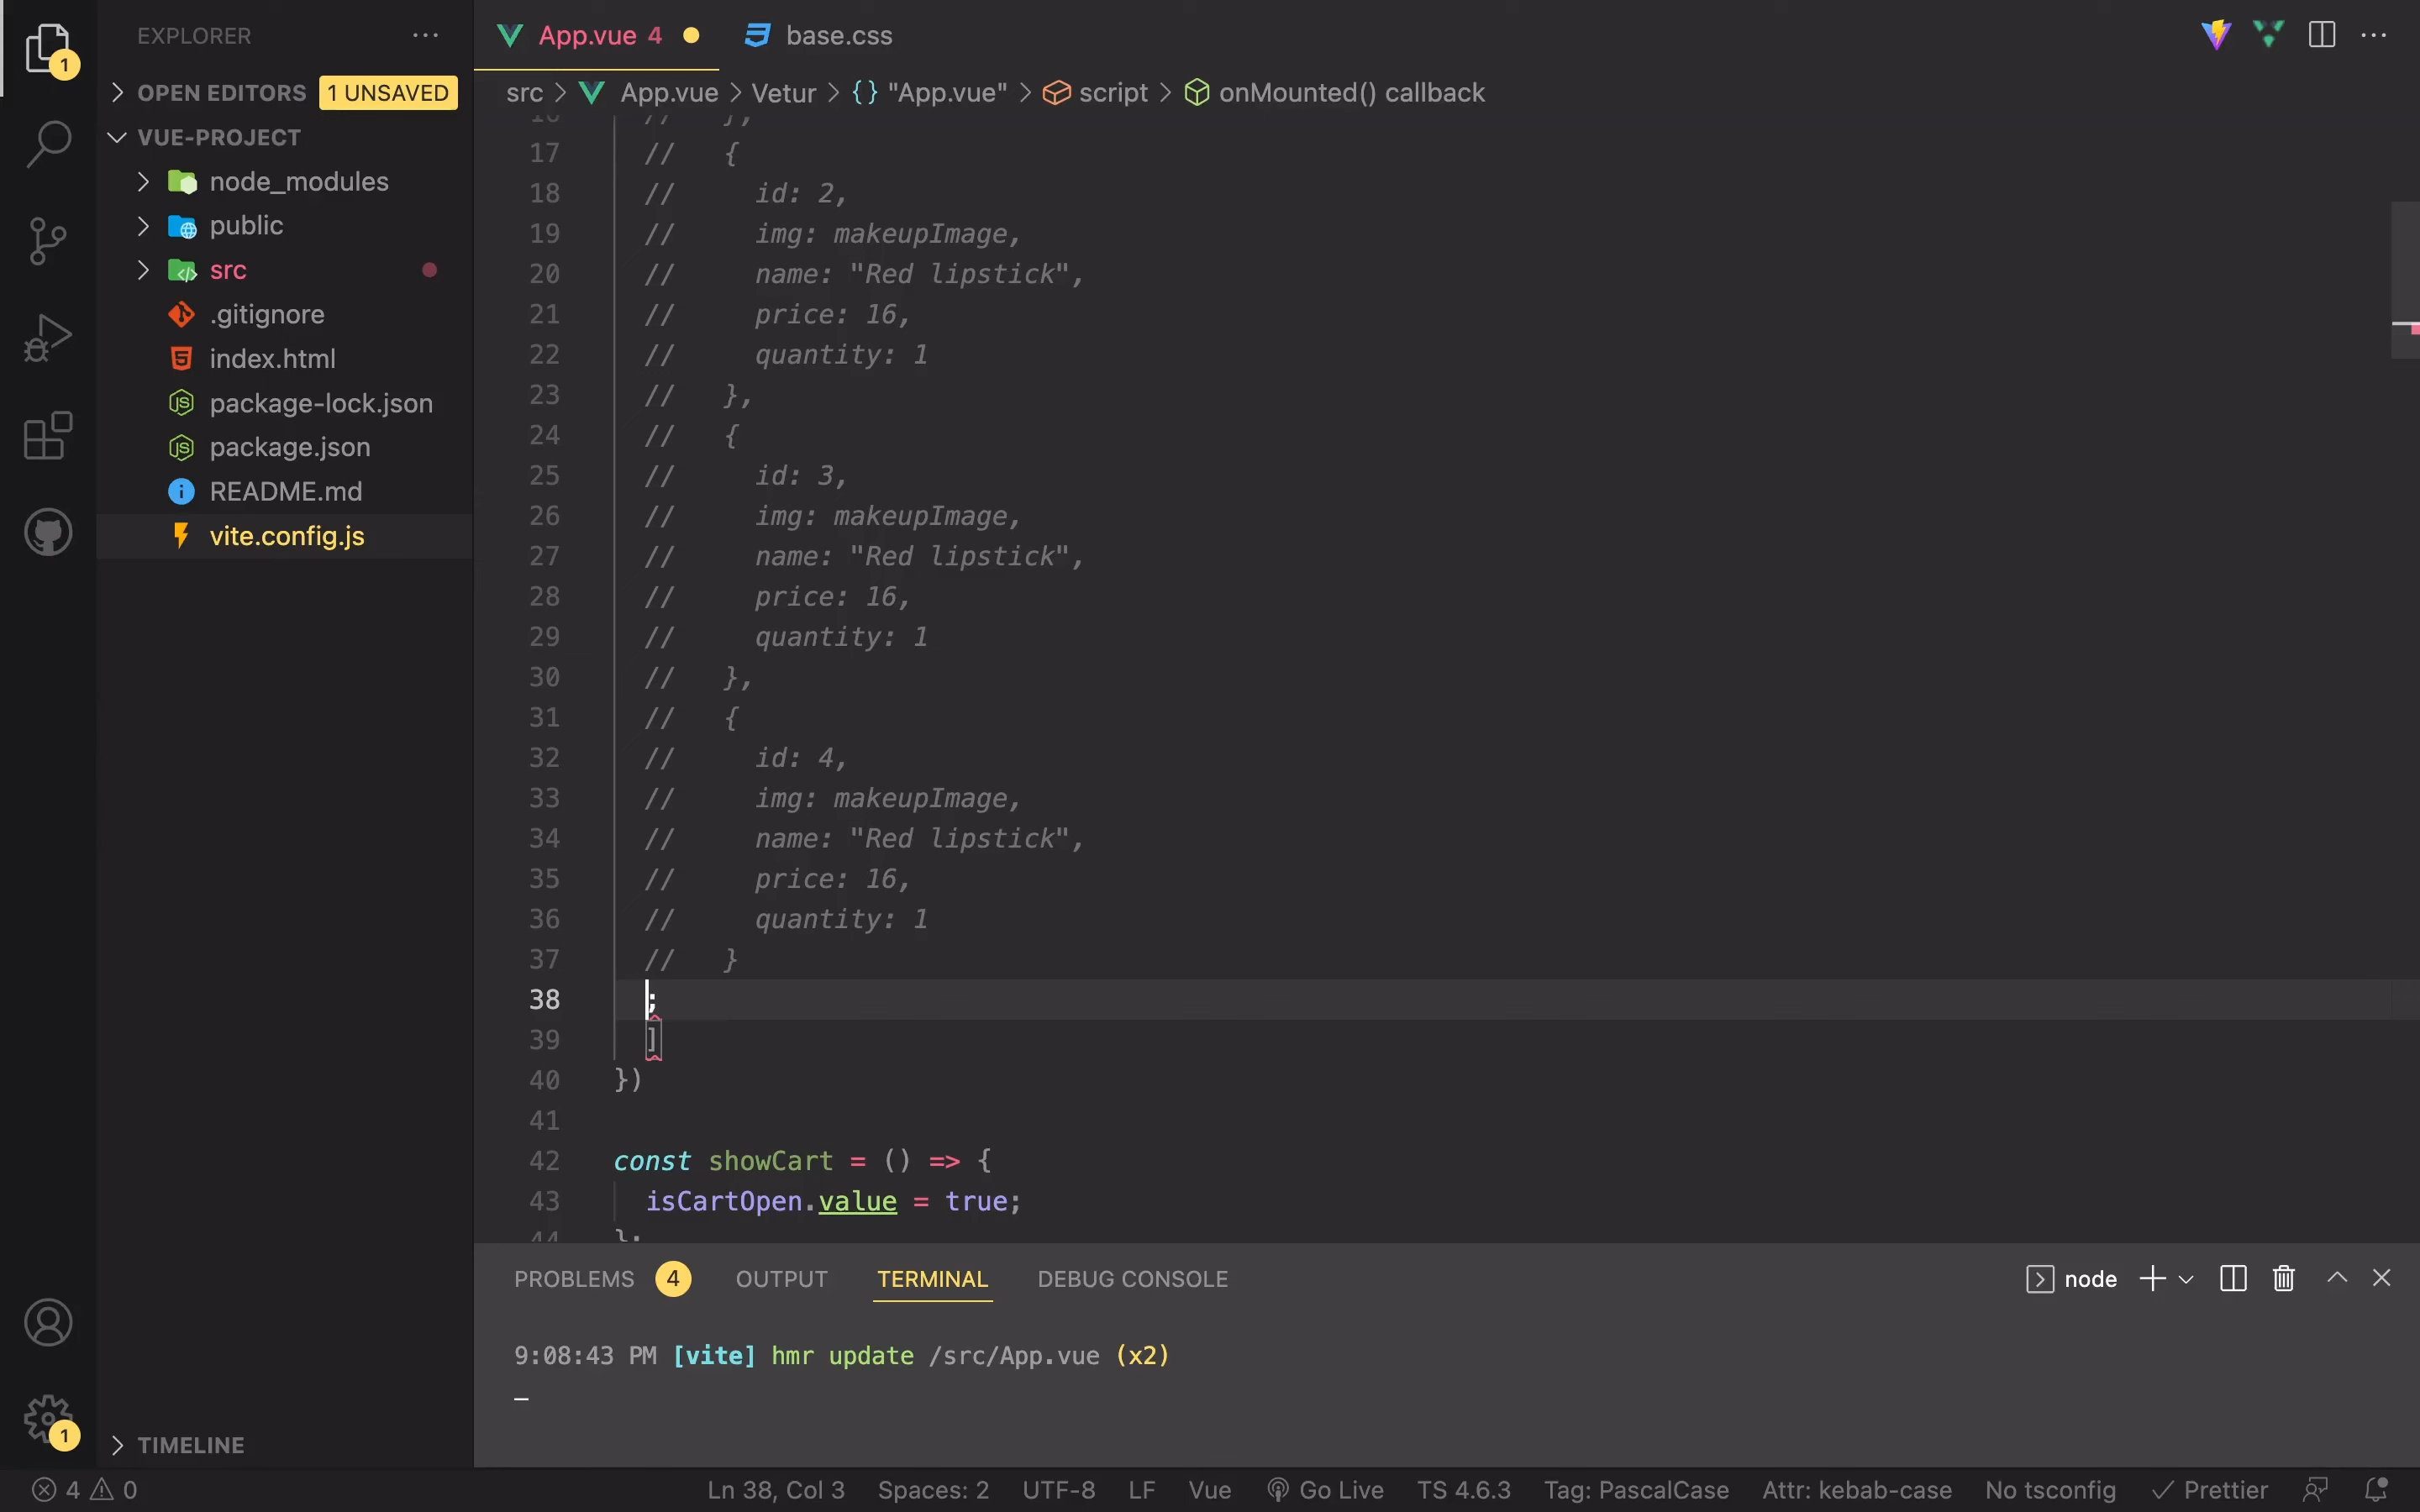 EXPLORER
1
OPEN EDITORS 1 UNSAVED
VUE-PROJECT
node_modules
public
src
.gitignore
index.html
package-lock.json
package.json
README.md
vite.config.js
TIMELINE
1
App.vue 4
base.css
src > App.vue > Vetur > {} "App.vue" > script > onMounted() callback
16 // },
17 // {
18 // id: 2,
19 // img: makeupImage,
20 // name: "Red lipstick",
21 // price: 16,
22 // quantity: 1
23 // },
24 // {
25 // id: 3,
26 // img: makeupImage,
27 // name: "Red lipstick",
28 // price: 16,
29 // quantity: 1
30 // },
31 // {
32 // id: 4,
33 // img: makeupImage,
34 // name: "Red lipstick",
35 // price: 16,
36 // quantity: 1
37 // }
38 ;
39 ]
40 })
41
42 const showCart = () => {
43 isCartOpen.value = true;
44 };
PROBLEMS 4 OUTPUT TERMINAL DEBUG CONSOLE node
9:08:43 PM [vite] hmr update /src/App.vue (x2)
4 0 Ln 38, Col 3 Spaces: 2 UTF-8 LF Vue Go Live TS 4.6.3 Tag: PascalCase Attr: kebab-case No tsconfig Prettier